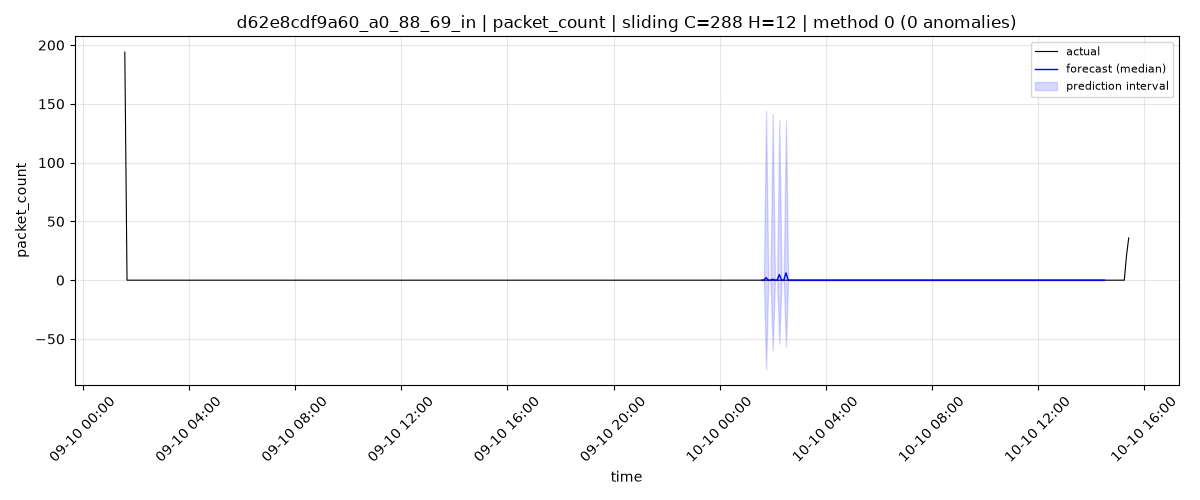 d62e8cdf9a60_a0_88_69_in | packet_count | sliding C=288 H=12 | method 0 (0 anomalies)
actual
forecast (median)
prediction interval
packet_count
200
150
100
50
0
−50
09-10 00:00
09-10 04:00
09-10 08:00
09-10 12:00
09-10 16:00
09-10 20:00
10-10 00:00
10-10 04:00
10-10 08:00
10-10 12:00
10-10 16:00
time